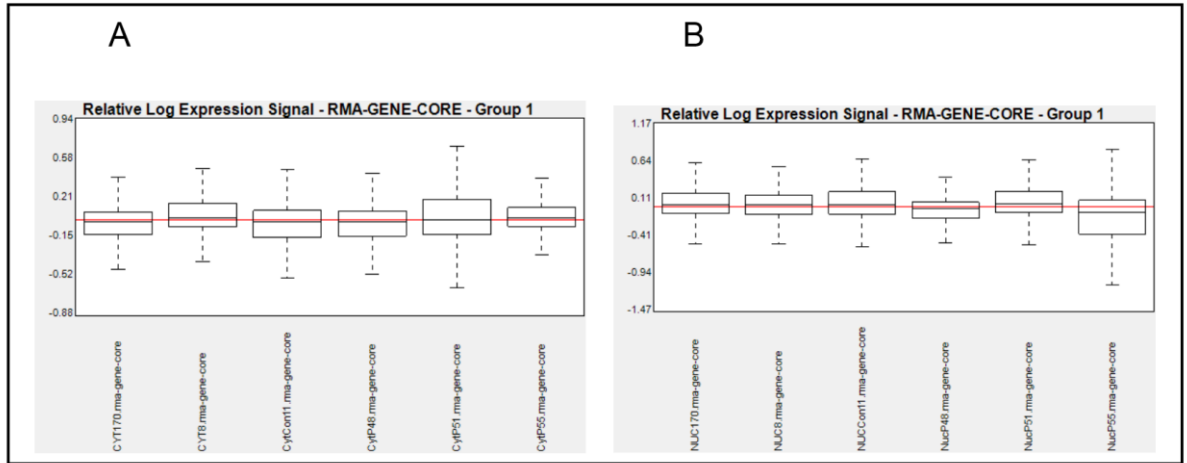 A
B
Relative Log Expression Signal - RMA-GENE-CORE - Group 1
0.94
0.58
0.21
-0.15
-0.52
-0.88
CYT170.rma-gene-core
CYT8.rma-gene-core
CytCon11.rma-gene-core
CytP48.rma-gene-core
CytP51.rma-gene-core
CytP55.rma-gene-core
Relative Log Expression Signal - RMA-GENE-CORE - Group 1
1.17
0.64
0.11
-0.41
-0.94
-1.47
NUC170.rma-gene-core
NUC8.rma-gene-core
NUCCon11.rma-gene-core
NucP48.rma-gene-core
NucP51.rma-gene-core
NucP55.rma-gene-core